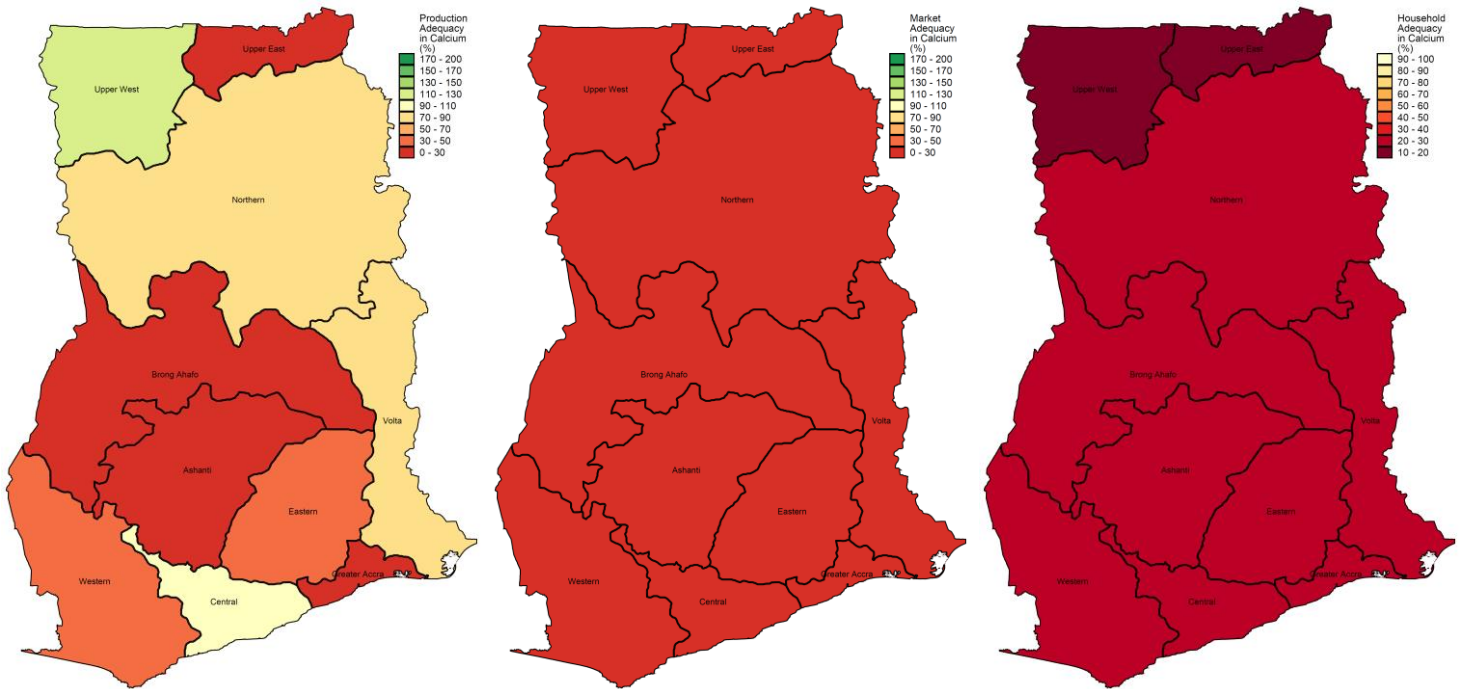 Production
Adequacy
in Calcium
(%)
170 - 200
150 - 170
130 - 150
110 - 130
90 - 110
70 - 90
50 - 70
30 - 50
0 - 30
Upper East
Upper West
Northern
Brong Ahafo
Volta
Ashanti
Eastern
Greater Accra
Western
Central
Market
Adequacy
in Calcium
(%)
170 - 200
150 - 170
130 - 150
110 - 130
90 - 110
70 - 90
50 - 70
30 - 50
0 - 30
Upper East
Upper West
Northern
Brong Ahafo
Volta
Ashanti
Eastern
Greater Accra
Western
Central
Household
Adequacy
in Calcium
(%)
90 - 100
80 - 90
70 - 80
60 - 70
50 - 60
40 - 50
30 - 40
20 - 30
10 - 20
Upper East
Upper West
Northern
Brong Ahafo
Volta
Ashanti
Eastern
Greater Accra
Western
Central